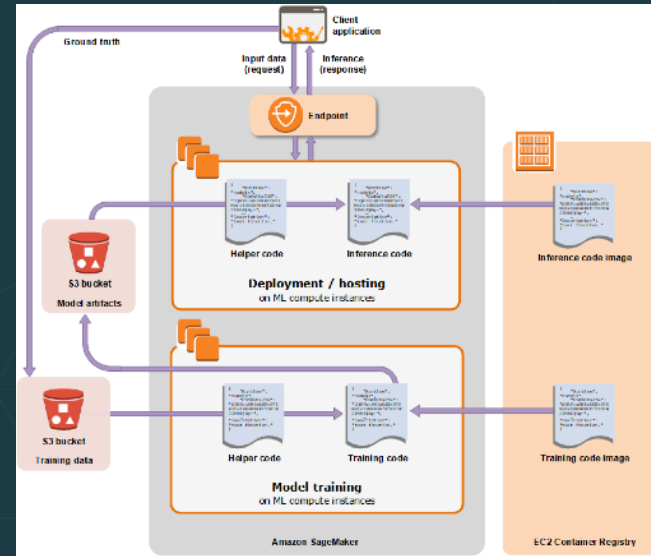 Client
application
Ground truth
Input data
(request)
Inference
(response)
Endpoint
Helper code
Inference code
Inference code image
S3 bucket
Model artifacts
Deployment / hosting
on ML compute instances
S3 bucket
Training data
Helper code
Training code
Training code image
Model training
on ML compute instances
Amazon SageMaker
EC2 Container Registry